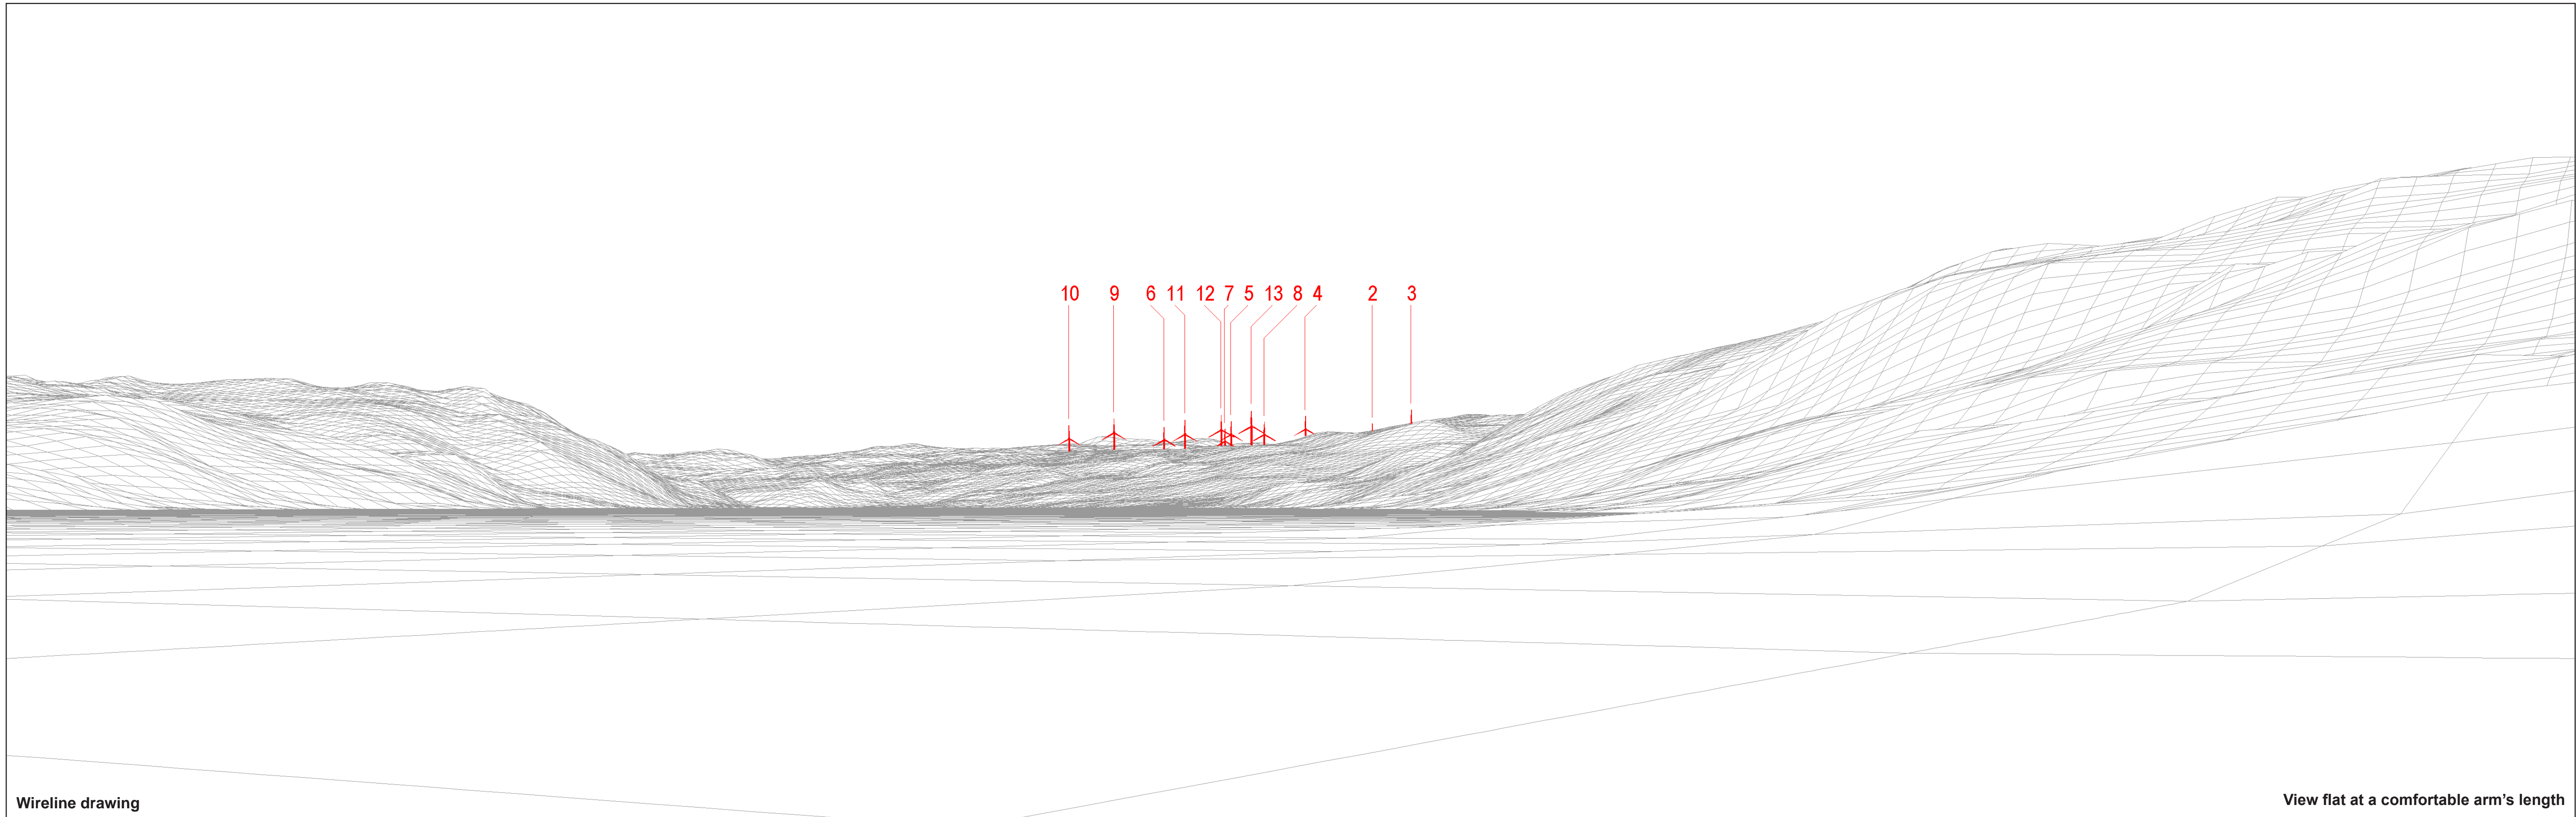 10 9 6 11 12 7 5 13 8 4 2 3
Wireline drawing
View flat at a comfortable arm's length